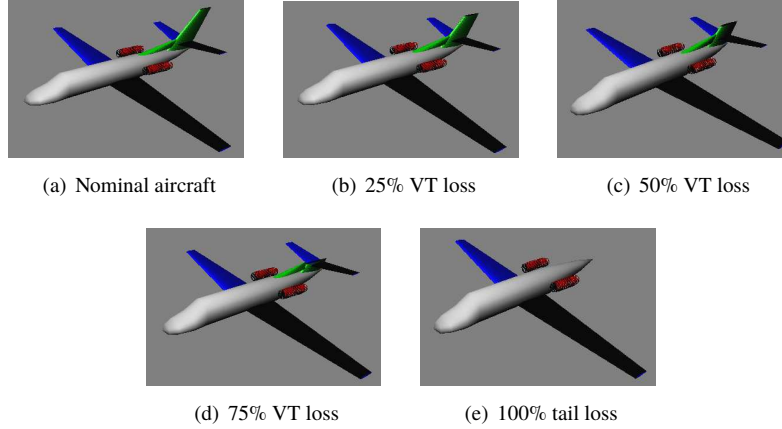 (a) Nominal aircraft
(b) 25% VT loss
(c) 50% VT loss
(d) 75% VT loss
(e) 100% tail loss